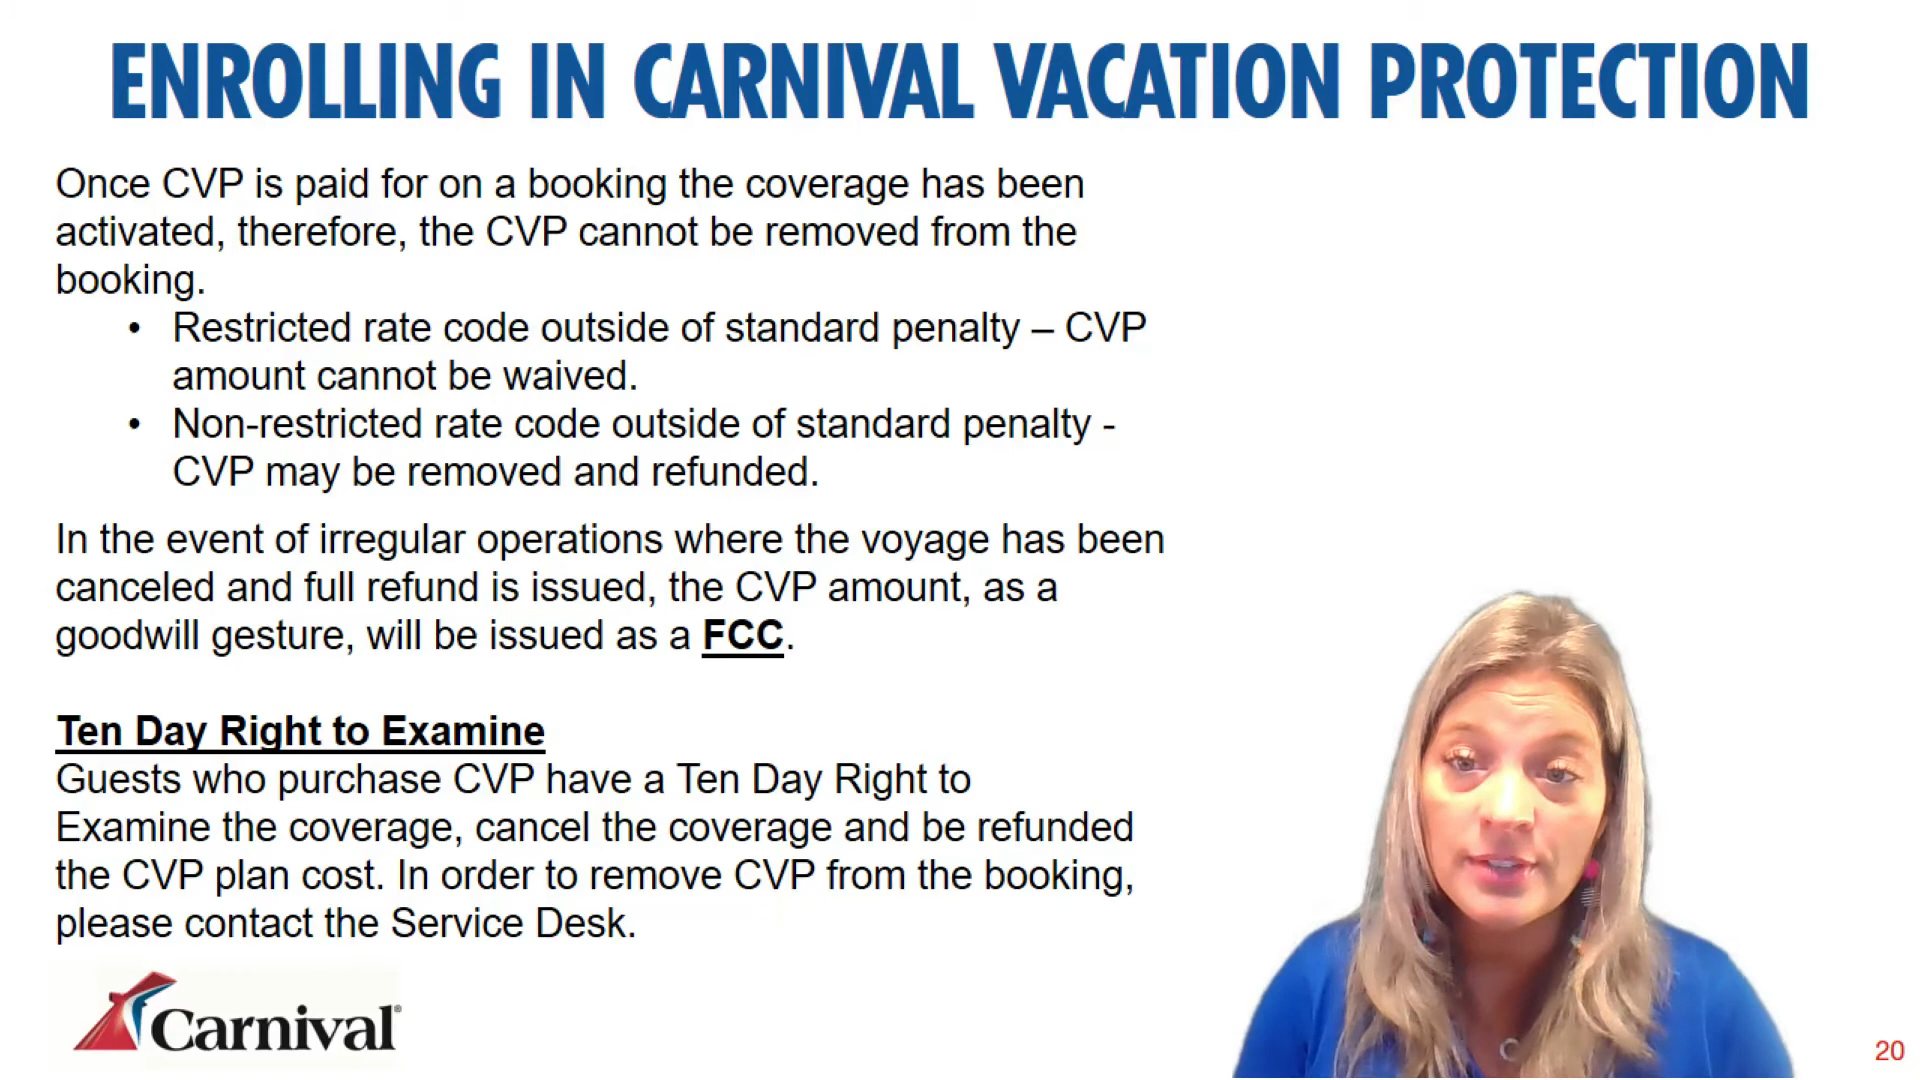 ENROLLING IN CARNIVAL VACATION PROTECTION
Once CVP is paid for on a booking the coverage has been
activated, therefore, the CVP cannot be removed from the
booking.
• Restricted rate code outside of standard penalty – CVP
amount cannot be waived.
• Non-restricted rate code outside of standard penalty -
CVP may be removed and refunded.
In the event of irregular operations where the voyage has been
canceled and full refund is issued, the CVP amount, as a
goodwill gesture, will be issued as a FCC.
Ten Day Right to Examine
Guests who purchase CVP have a Ten Day Right to
Examine the coverage, cancel the coverage and be refunded
the CVP plan cost. In order to remove CVP from the booking,
please contact the Service Desk.
Carnival®
20